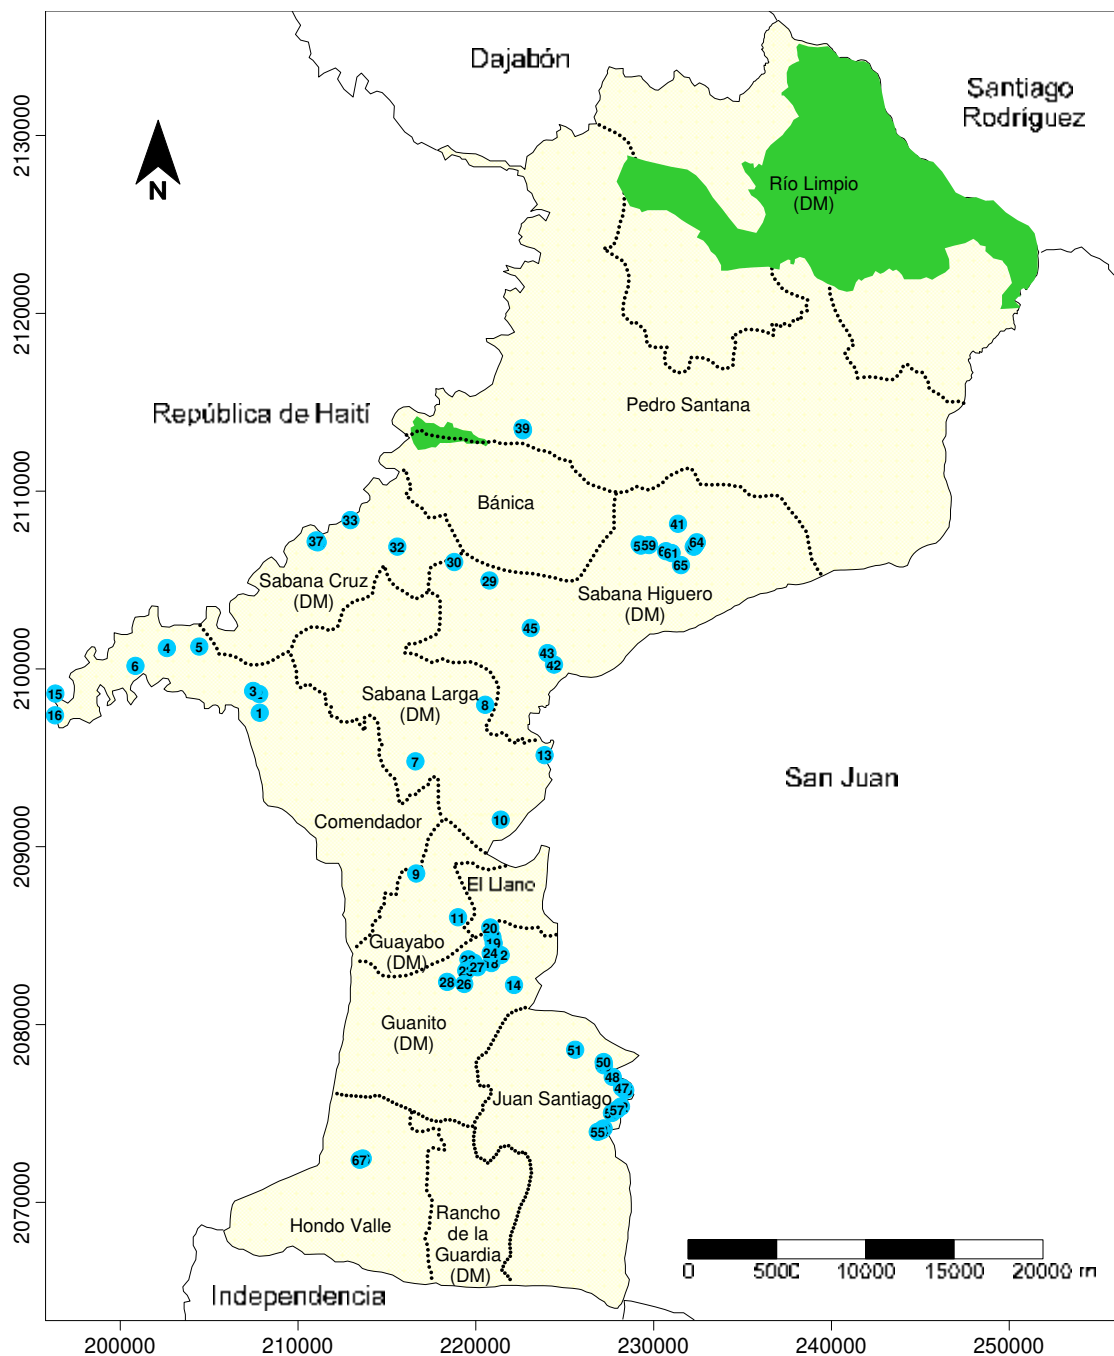 Dajabón
Santiago
Rodríguez
2130000
N
Río Limpio
(DM)
2120000
República de Haití
Pedro Santana
39
2110000
Bánica
33
41
37
32
59
64
61
65
30
29
Sabana Cruz
(DM)
Sabana Higuero
(DM)
45
4
5
6
43
42
2100000
15
3
Sabana Larga
(DM)
8
16
1
13
7
San Juan
10
Comendador
2090000
9
El Llano
11
20
Guayabo
(DM)
19
24
27
28
26
14
2080000
Guanito
(DM)
51
50
48
47
Juan Santiago
57
55
67
2070000
Hondo Valle
Rancho
de la
Guardia
(DM)
0 5000 10000 15000 20000 m
Independencia
200000 210000 220000 230000 240000 250000